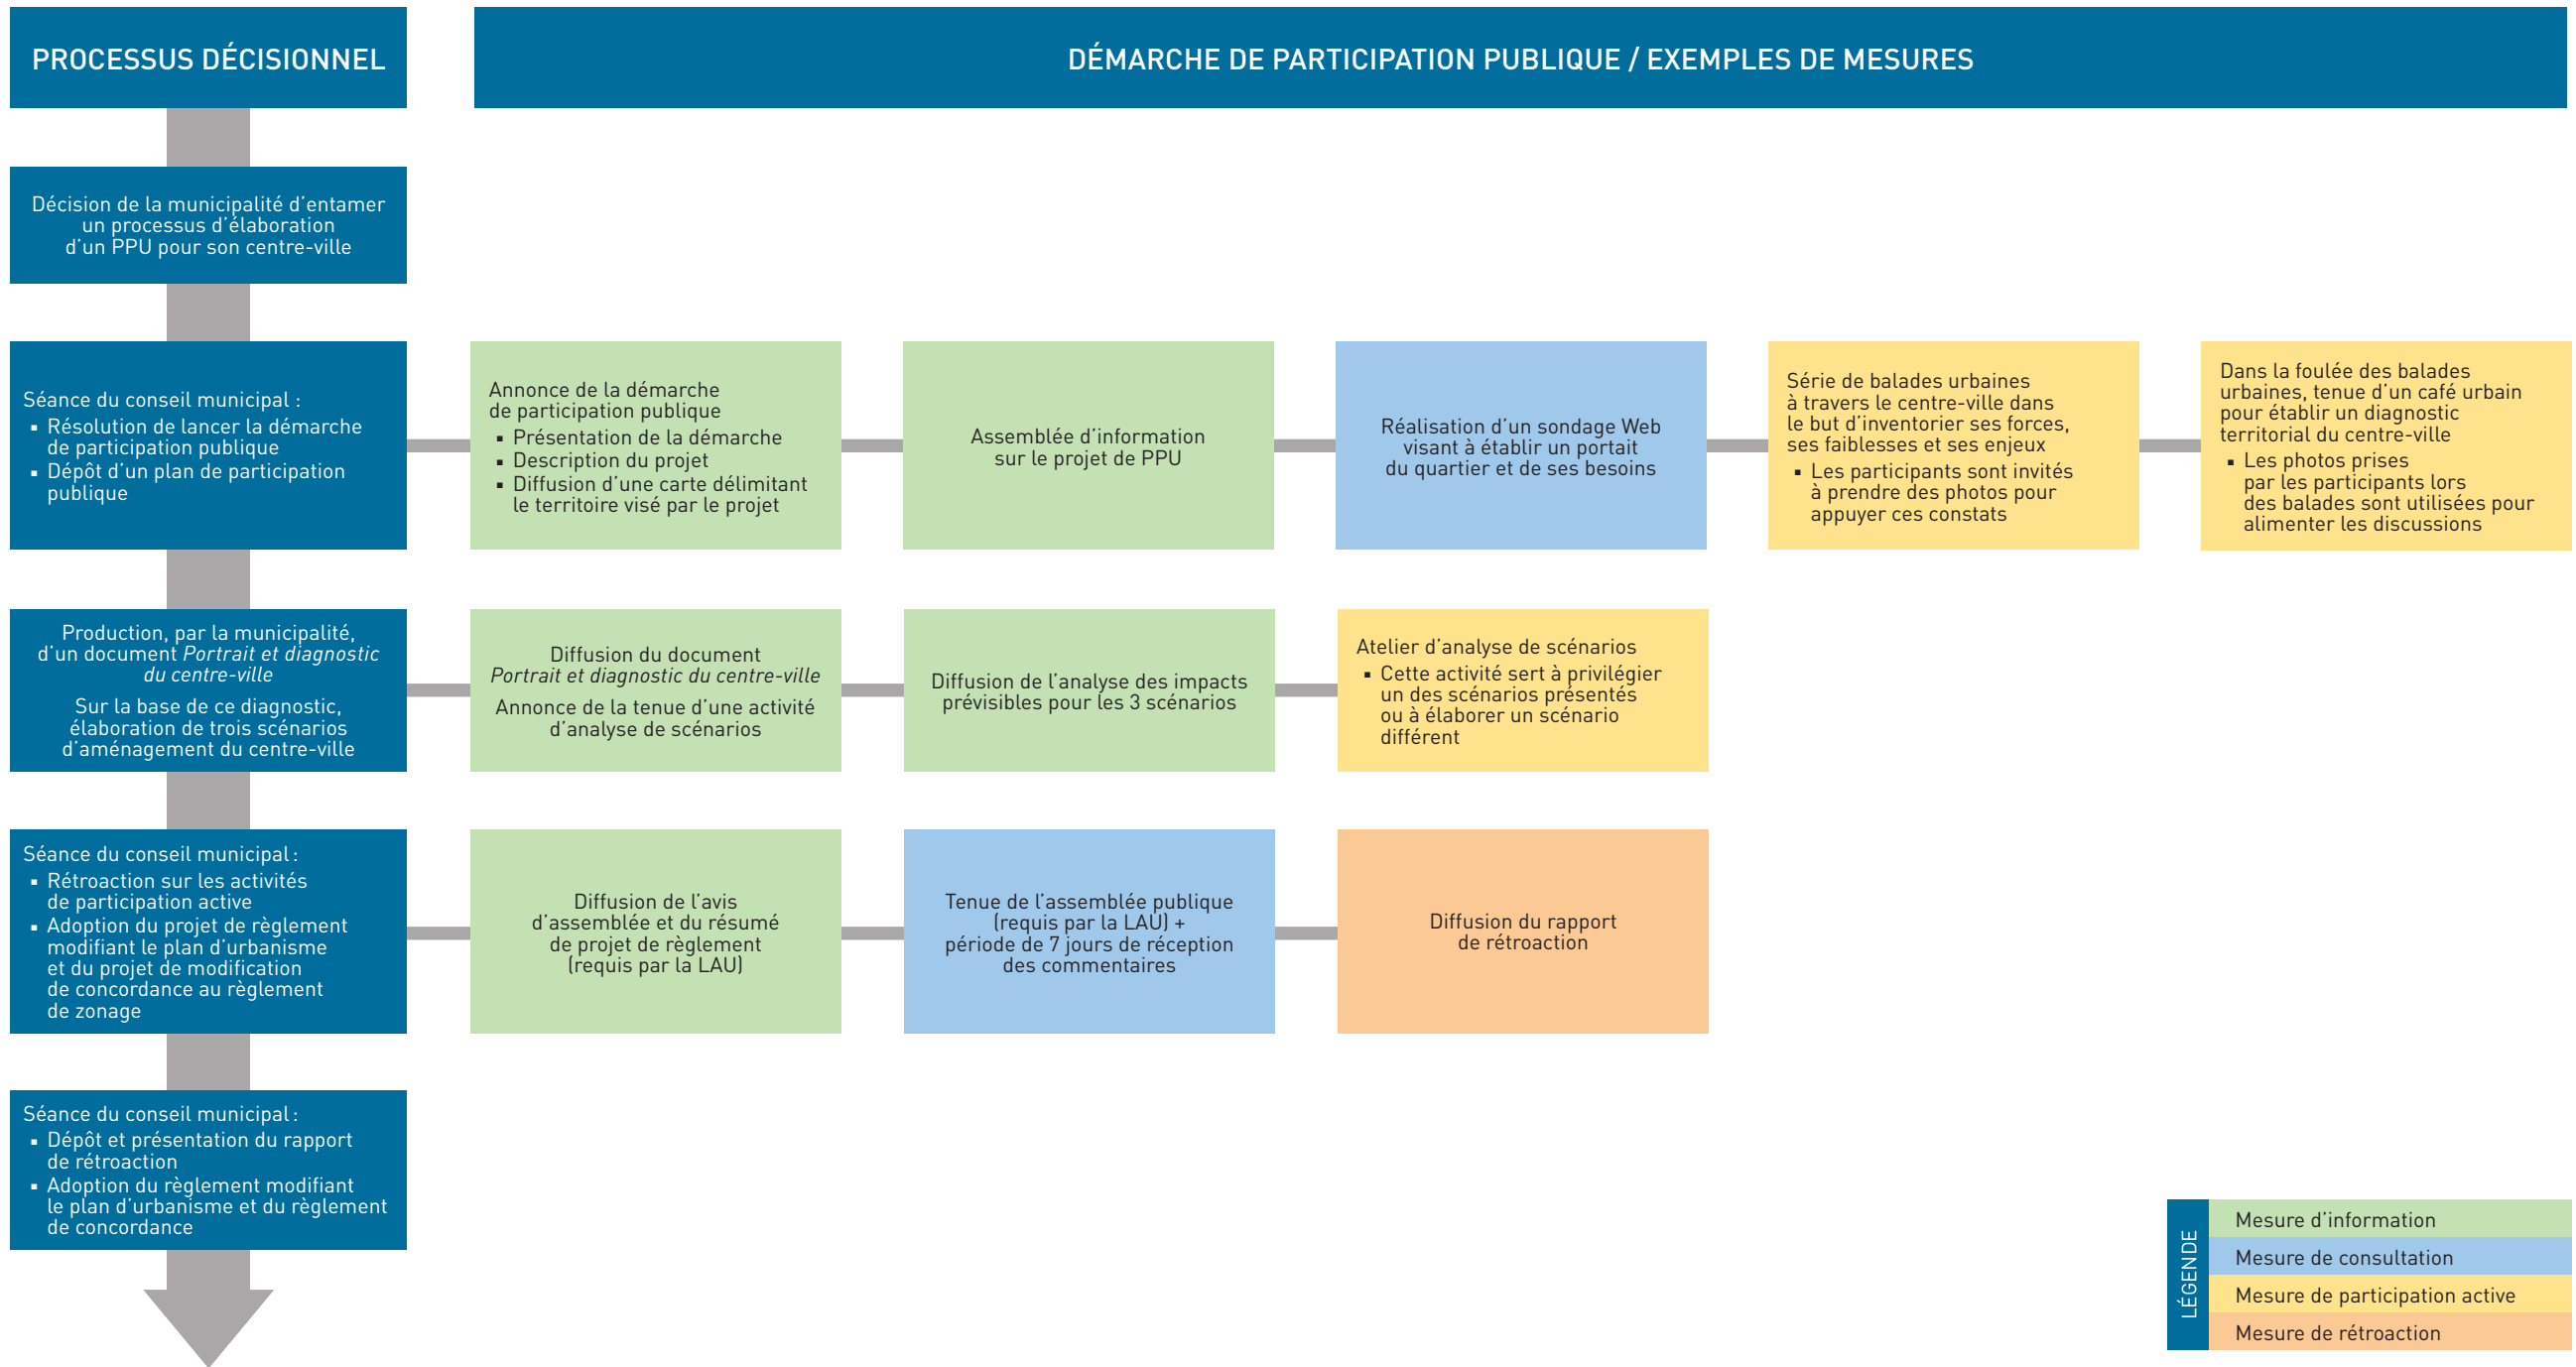 PROCESSUS DÉCISIONNEL
DÉMARCHE DE PARTICIPATION PUBLIQUE / EXEMPLES DE MESURES
Décision de la municipalité d'entamer
un processus d'élaboration
d'un PPU pour son centre-ville
Séance du conseil municipal :
▪ Résolution de lancer la démarche
de participation publique
▪ Dépôt d'un plan de participation
publique
Annonce de la démarche
de participation publique
▪ Présentation de la démarche
▪ Description du projet
▪ Diffusion d'une carte délimitant
le territoire visé par le projet
Assemblée d'information
sur le projet de PPU
Réalisation d'un sondage Web
visant à établir un portait
du quartier et de ses besoins
Série de balades urbaines
à travers le centre-ville dans
le but d'inventorier ses forces,
ses faiblesses et ses enjeux
▪ Les participants sont invités
à prendre des photos pour
appuyer ces constats
Dans la foulée des balades
urbaines, tenue d'un café urbain
pour établir un diagnostic
territorial du centre-ville
▪ Les photos prises
par les participants lors
des balades sont utilisées pour
alimenter les discussions
Production, par la municipalité,
d'un document Portrait et diagnostic
du centre-ville
Sur la base de ce diagnostic,
élaboration de trois scénarios
d'aménagement du centre-ville
Diffusion du document
Portrait et diagnostic du centre-ville
Annonce de la tenue d'une activité
d'analyse de scénarios
Diffusion de l'analyse des impacts
prévisibles pour les 3 scénarios
Atelier d'analyse de scénarios
▪ Cette activité sert à privilégier
un des scénarios présentés
ou à élaborer un scénario
différent
Séance du conseil municipal :
▪ Rétroaction sur les activités
de participation active
▪ Adoption du projet de règlement
modifiant le plan d'urbanisme
et du projet de modification
de concordance au règlement
de zonage
Diffusion de l'avis
d'assemblée et du résumé
de projet de règlement
(requis par la LAU)
Tenue de l'assemblée publique
(requis par la LAU) +
période de 7 jours de réception
des commentaires
Diffusion du rapport
de rétroaction
Séance du conseil municipal :
▪ Dépôt et présentation du rapport
de rétroaction
▪ Adoption du règlement modifiant
le plan d'urbanisme et du règlement
de concordance
LÉGENDE
Mesure d'information
Mesure de consultation
Mesure de participation active
Mesure de rétroaction